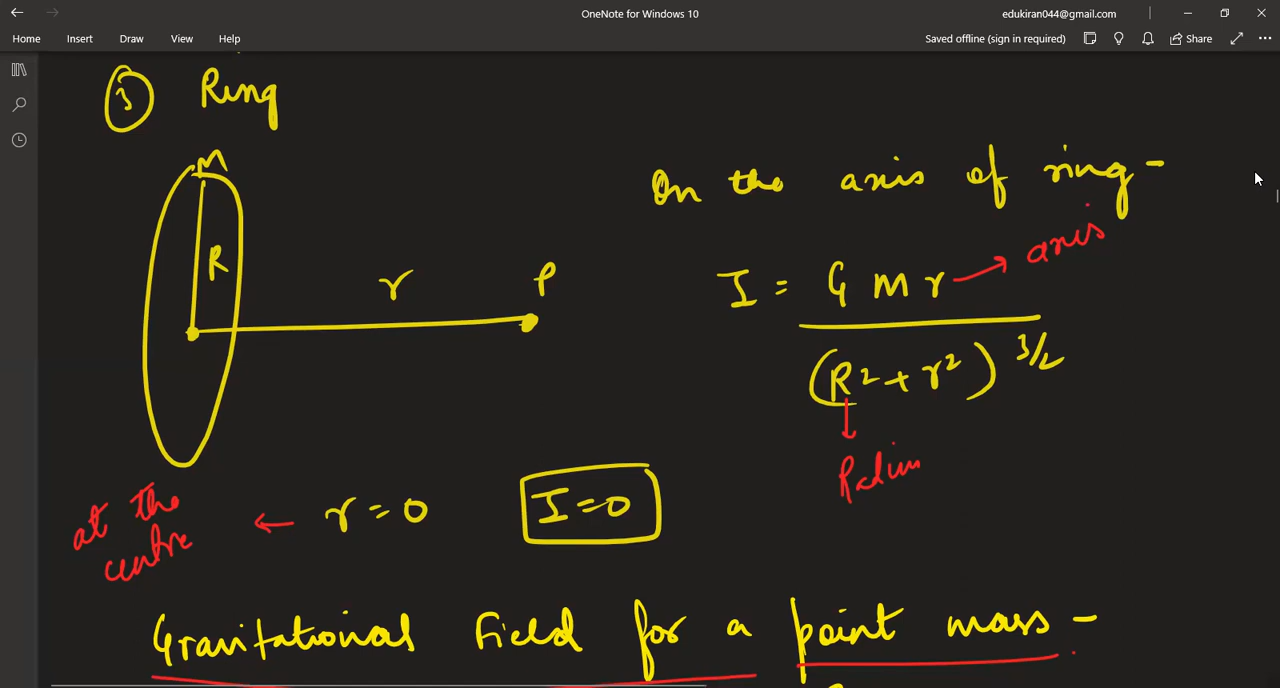 OneNote for Windows 10
edukiran044@gmail.com
Home Insert Draw View Help
Saved offline (sign in required) Share
3 Ring
M
R
r
P
On the axis of ring -
I = G M r → axis
(R²+r²)^3/2
Radius
at the centre ← r=0 I=0
Gravitational Field for a point mass -